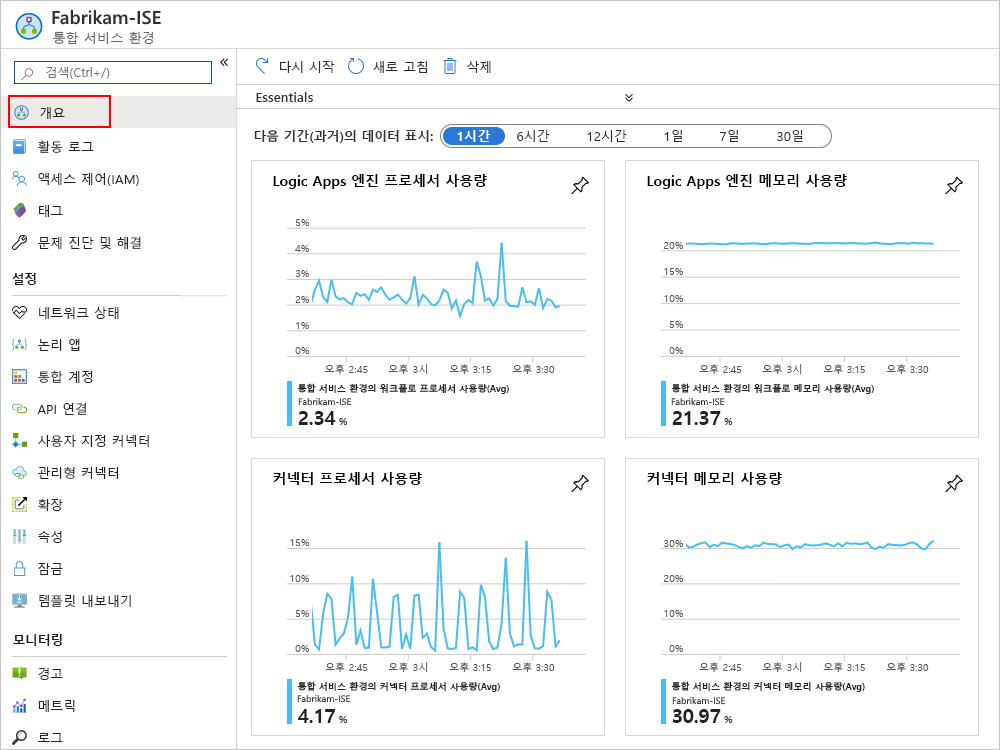 Fabrikam-ISE
통합 서비스 환경
검색(Ctrl+/)
«
개요
활동 로그
액세스 제어(IAM)
태그
문제 진단 및 해결
설정
네트워크 상태
논리 앱
통합 계정
API 연결
사용자 지정 커넥터
관리형 커넥터
확장
속성
잠금
템플릿 내보내기
모니터링
경고
메트릭
로그
다시 시작 새로 고침 삭제
Essentials
다음 기간(과거)의 데이터 표시: 1시간 6시간 12시간 1일 7일 30일
Logic Apps 엔진 프로세서 사용량
5%
4%
3%
2%
1%
0%
오후 2:45 오후 3시 오후 3:15 오후 3:30
통합 서비스 환경의 워크플로 프로세서 사용량(Avg)
Fabrikam-ISE
2.34 %
Logic Apps 엔진 메모리 사용량
20%
15%
10%
5%
0%
오후 2:45 오후 3시 오후 3:15 오후 3:30
통합 서비스 환경의 워크플로 메모리 사용량(Avg)
Fabrikam-ISE
21.37 %
커넥터 프로세서 사용량
15%
10%
5%
0%
오후 2:45 오후 3시 오후 3:15 오후 3:30
통합 서비스 환경의 커넥터 프로세서 사용량(Avg)
Fabrikam-ISE
4.17 %
커넥터 메모리 사용량
30%
20%
10%
0%
오후 2:45 오후 3시 오후 3:15 오후 3:30
통합 서비스 환경의 커넥터 메모리 사용량(Avg)
Fabrikam-ISE
30.97 %